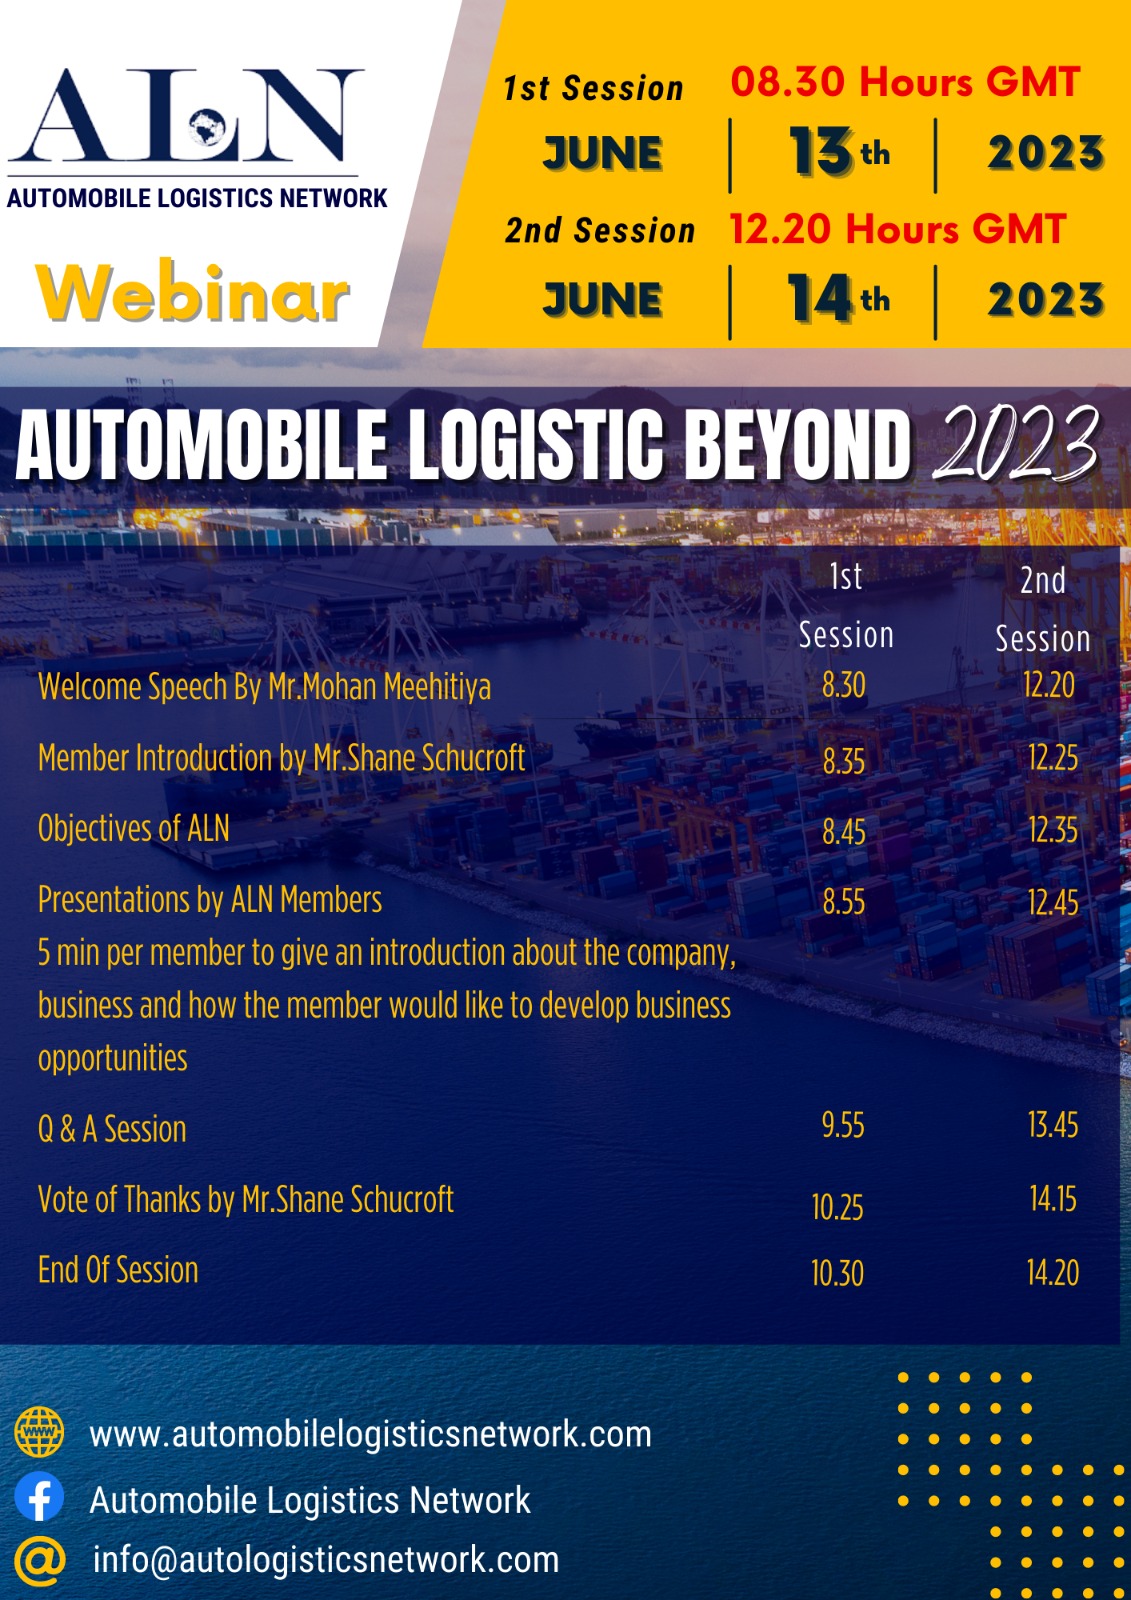 ALN
AUTOMOBILE LOGISTICS NETWORK
Webinar
1st Session 08.30 Hours GMT
JUNE 13th 2023
2nd Session 12.20 Hours GMT
JUNE 14th 2023
AUTOMOBILE LOGISTIC BEYOND 2023
1st Session 2nd Session
Welcome Speech By Mr.Mohan Meehitiya 8.30 12.20
Member Introduction by Mr.Shane Schucroft 8.35 12.25
Objectives of ALN 8.45 12.35
Presentations by ALN Members 8.55 12.45
5 min per member to give an introduction about the company,
business and how the member would like to develop business
opportunities
Q & A Session 9.55 13.45
Vote of Thanks by Mr.Shane Schucroft 10.25 14.15
End Of Session 10.30 14.20
www
www.automobilelogisticsnetwork.com
Automobile Logistics Network
@ info@autologisticsnetwork.com